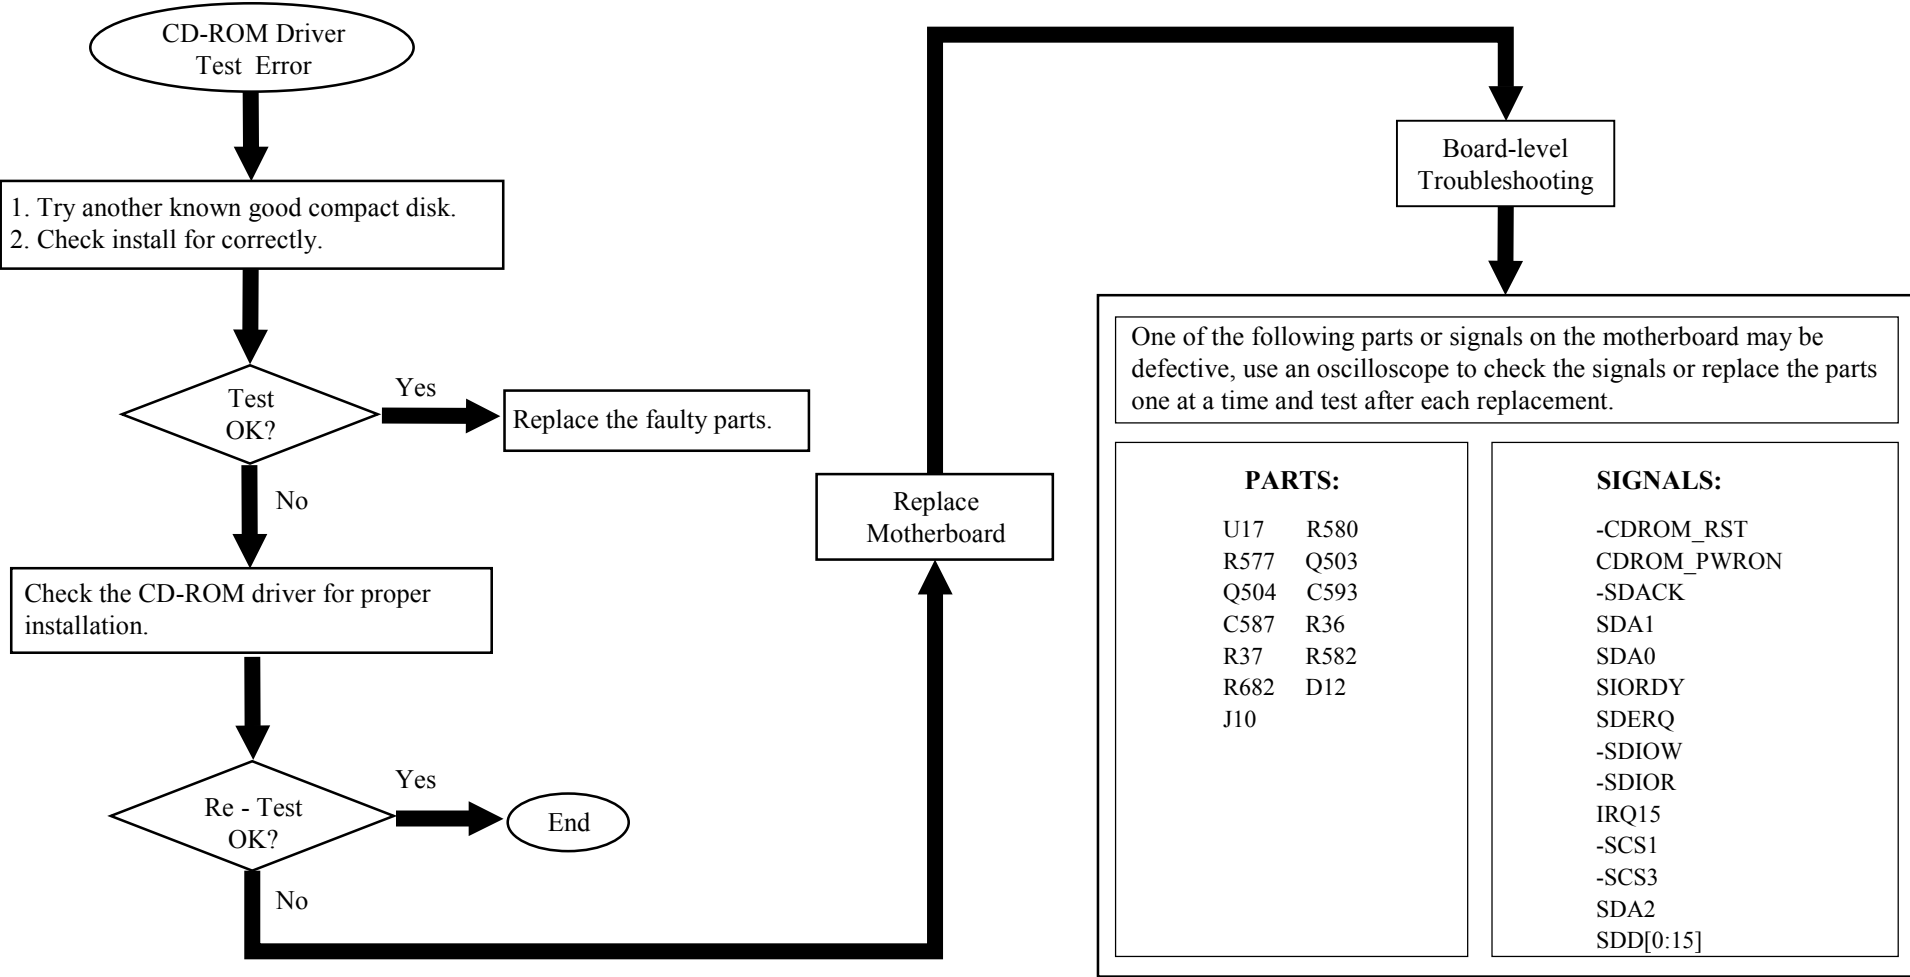 CD-ROM Driver
Test Error
1. Try another known good compact disk.
2. Check install for correctly.
Test
OK?
Yes
Replace the faulty parts.
No
Check the CD-ROM driver for proper
installation.
Re - Test
OK?
Yes
End
No
Replace
Motherboard
Board-level
Troubleshooting
One of the following parts or signals on the motherboard may be
defective, use an oscilloscope to check the signals or replace the parts
one at a time and test after each replacement.
PARTS:
U17 R580
R577 Q503
Q504 C593
C587 R36
R37 R582
R682 D12
J10
SIGNALS:
-CDROM_RST
CDROM_PWRON
-SDACK
SDA1
SDA0
SIORDY
SDERQ
-SDIOW
-SDIOR
IRQ15
-SCS1
-SCS3
SDA2
SDD[0:15]